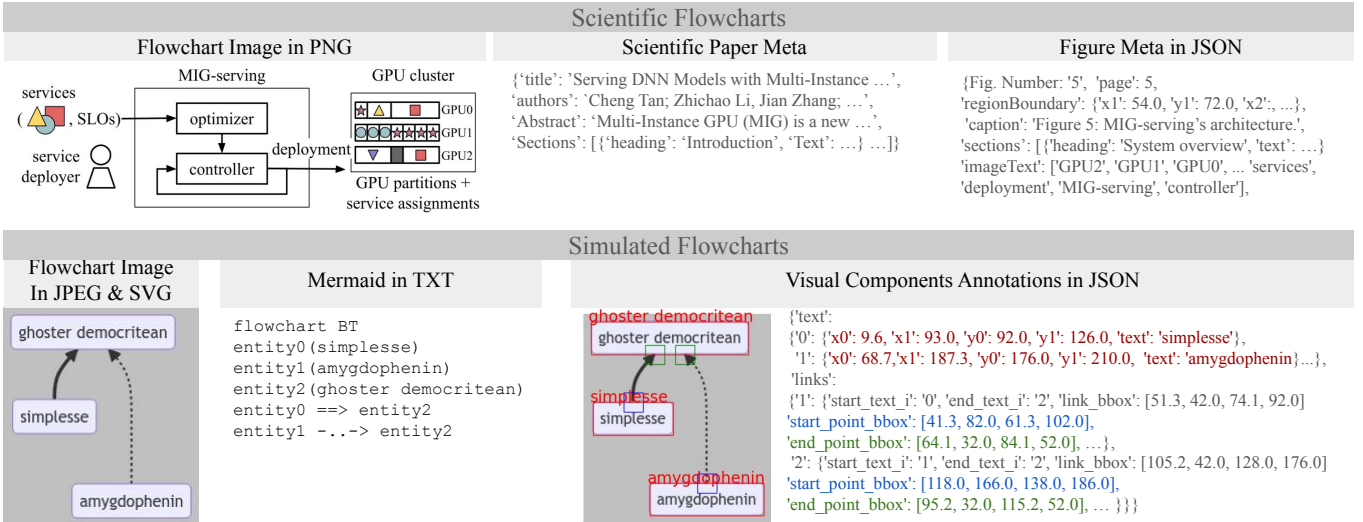 Scientific Flowcharts
Flowchart Image in PNG
MIG-serving
GPU cluster
services
( , SLOs)
optimizer
GPU0
GPU1
GPU2
service
deployer
controller
deployment
GPU partitions +
service assignments
Scientific Paper Meta
{‘title’: ’Serving DNN Models with Multi-Instance …’,
‘authors’: `Cheng Tan; Zhichao Li, Jian Zhang; …’,
‘Abstract’: ‘Multi-Instance GPU (MIG) is a new …’,
‘Sections’: [{‘heading’: ‘Introduction’, ‘Text’: …} …]}
Figure Meta in JSON
{Fig. Number: '5', 'page': 5,
'regionBoundary': {'x1': 54.0, 'y1': 72.0, 'x2':, ...},
'caption': 'Figure 5: MIG-serving’s architecture.',
'sections': [{'heading': 'System overview', 'text': …}
'imageText': ['GPU2', 'GPU1', 'GPU0', ... 'services',
'deployment', 'MIG-serving', 'controller'],
Simulated Flowcharts
Flowchart Image
In JPEG & SVG
ghoster democritean
simplesse
amygdophenin
Mermaid in TXT
flowchart BT
entity0(simplesse)
entity1(amygdophenin)
entity2(ghoster democritean)
entity0 ==> entity2
entity1 -..-> entity2
Visual Components Annotations in JSON
ghoster democritean
ghoster democritean
simplesse
simplesse
amygdophenin
amygdophenin
{'text':
{'0': {'x0': 9.6, 'x1': 93.0, 'y0': 92.0, 'y1': 126.0, 'text': 'simplesse'},
'1': {'x0': 68.7,'x1': 187.3, 'y0': 176.0, 'y1': 210.0, 'text': 'amygdophenin}...},
'links':
{'1': {'start_text_i': '0', 'end_text_i': '2', 'link_bbox': [51.3, 42.0, 74.1, 92.0]
'start_point_bbox': [41.3, 82.0, 61.3, 102.0],
'end_point_bbox': [64.1, 32.0, 84.1, 52.0], …},
'2': {'start_text_i': '1', 'end_text_i': '2', 'link_bbox': [105.2, 42.0, 128.0, 176.0]
'start_point_bbox': [118.0, 166.0, 138.0, 186.0],
'end_point_bbox': [95.2, 32.0, 115.2, 52.0], … }}}